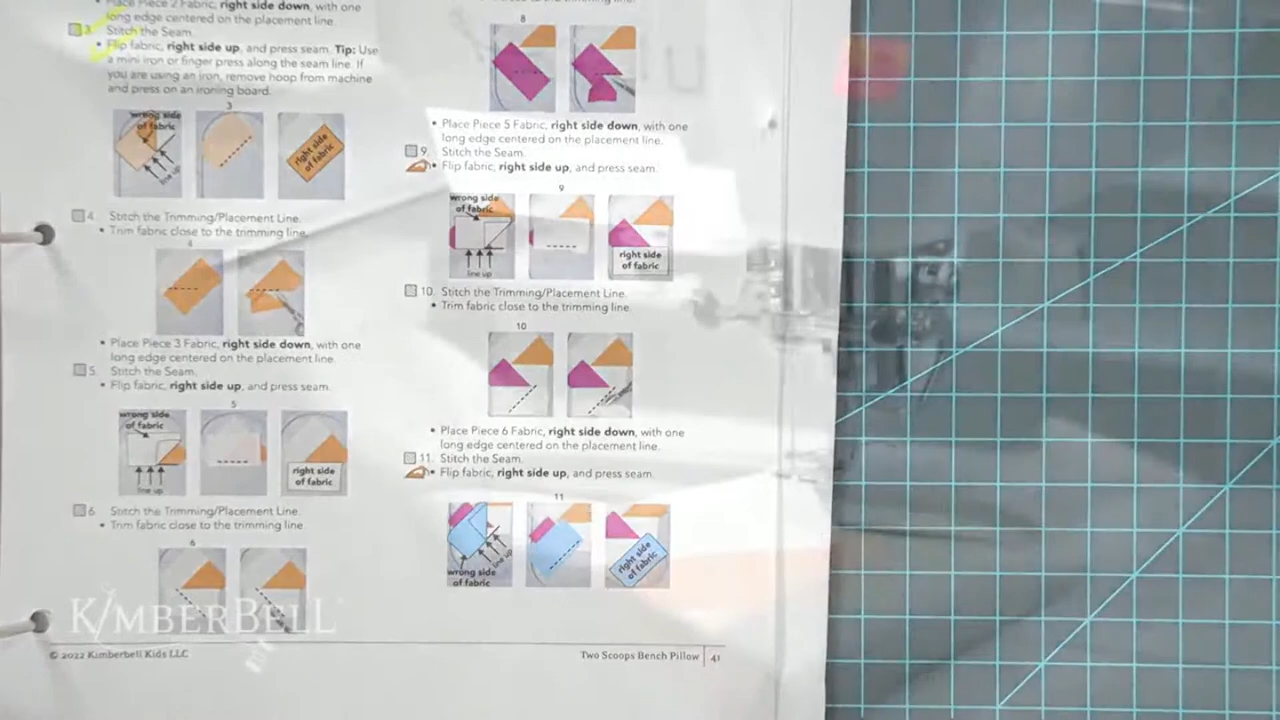 • Place Piece 2 Fabric, right side down, with one
long edge centered on the placement line.
3. Stitch the Seam.
• Flip fabric, right side up, and press seam. Tip: Use
a mini iron or finger press along the seam line. If
you are using an iron, remove hoop from machine
and press on an ironing board.
3
wrong side
of fabric
line up
right side
of fabric
4. Stitch the Trimming/Placement Line.
• Trim fabric close to the trimming line.
4
• Place Piece 3 Fabric, right side down, with one
long edge centered on the placement line.
5. Stitch the Seam.
• Flip fabric, right side up, and press seam.
5
wrong side
of fabric
line up
right side
of fabric
6 Stitch the Trimming/Placement Line.
• Trim fabric close to the trimming line.
6
KIMBERBELL
© 2022 Kimberbell Kids LLC
8
• Place Piece 5 Fabric, right side down, with one
long edge centered on the placement line.
9. Stitch the Seam.
• Flip fabric, right side up, and press seam.
9
wrong side
of fabric
line up
right side
of fabric
10. Stitch the Trimming/Placement Line.
• Trim fabric close to the trimming line.
10
• Place Piece 6 Fabric, right side down, with one
long edge centered on the placement line.
11. Stitch the Seam.
• Flip fabric, right side up, and press seam.
11
wrong side
of fabric
line up
right side
of fabric
Two Scoops Bench Pillow | 41